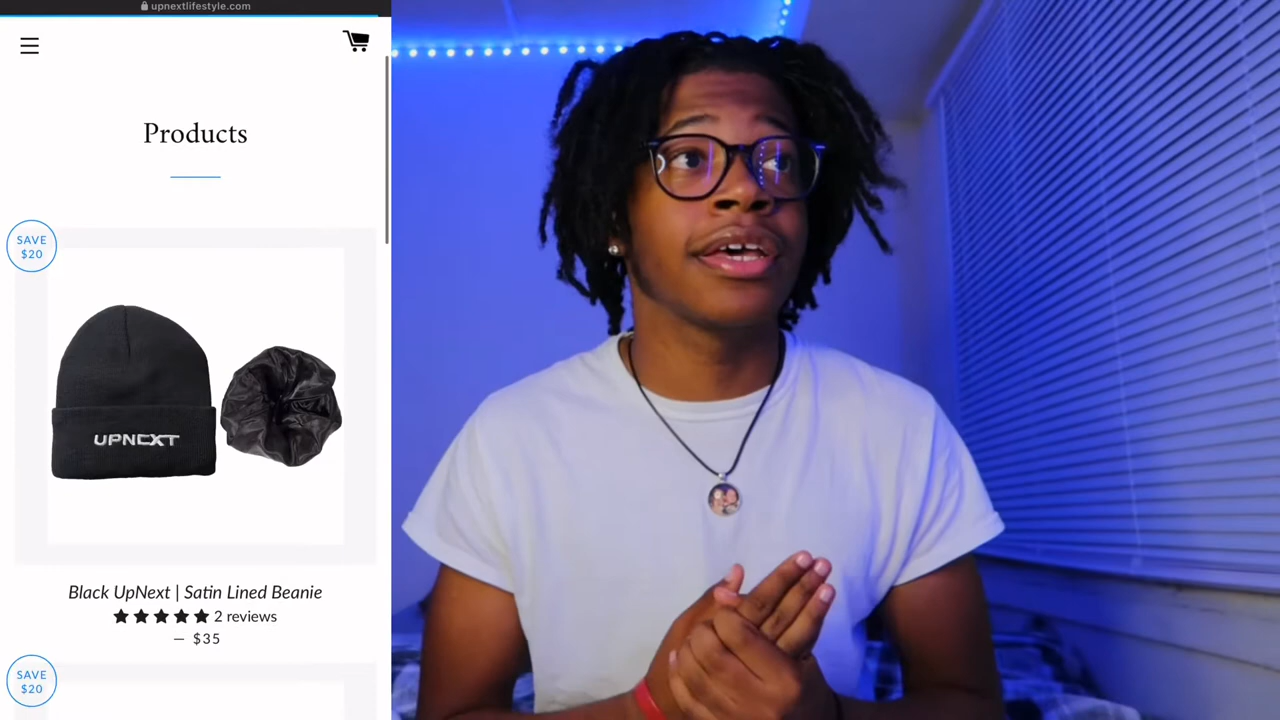 upnextlifestyle.com
Products
SAVE
$20
UPNEXT
Black UpNext | Satin Lined Beanie
2 reviews
— $35
SAVE
$20